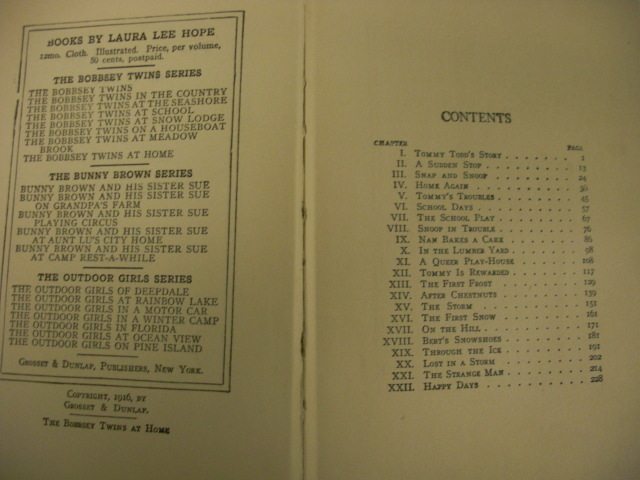 BOOKS BY LAURA LEE HOPE
12mo. Cloth. Illustrated. Price, per volume,
50 cents, postpaid.
THE BOBBSEY TWINS SERIES
THE BOBBSEY TWINS
THE BOBBSEY TWINS IN THE COUNTRY
THE BOBBSEY TWINS AT THE SEASHORE
THE BOBBSEY TWINS AT SCHOOL
THE BOBBSEY TWINS AT SNOW LODGE
THE BOBBSEY TWINS ON A HOUSEBOAT
THE BOBBSEY TWINS AT MEADOW
BROOK
THE BOBBSEY TWINS AT HOME
THE BUNNY BROWN SERIES
BUNNY BROWN AND HIS SISTER SUE
BUNNY BROWN AND HIS SISTER SUE
ON GRANDPA'S FARM
BUNNY BROWN AND HIS SISTER SUE
PLAYING CIRCUS
BUNNY BROWN AND HIS SISTER SUE
AT AUNT LU'S CITY HOME
BUNNY BROWN AND HIS SISTER SUE
AT CAMP REST-A-WHILE
THE OUTDOOR GIRLS SERIES
THE OUTDOOR GIRLS OF DEEPDALE
THE OUTDOOR GIRLS AT RAINBOW LAKE
THE OUTDOOR GIRLS IN A MOTOR CAR
THE OUTDOOR GIRLS IN A WINTER CAMP
THE OUTDOOR GIRLS IN FLORIDA
THE OUTDOOR GIRLS AT OCEAN VIEW
THE OUTDOOR GIRLS ON PINE ISLAND
GROSSET & DUNLAP, PUBLISHERS, NEW YORK.
COPYRIGHT, 1916, BY
GROSSET & DUNLAP.
THE BOBBSEY TWINS AT HOME
CONTENTS
CHAPTER PAGE
I. TOMMY TODD'S STORY . . . . . . . 1
II. A SUDDEN STOP . . . . . . . . 13
III. SNAP AND SNOOP . . . . . . . . 24
IV. HOME AGAIN . . . . . . . . . 36
V. TOMMY'S TROUBLES . . . . . . . 45
VI. SCHOOL DAYS . . . . . . . . . 57
VII. THE SCHOOL PLAY . . . . . . . 67
VIII. SNOOP IN TROUBLE . . . . . . . 76
IX. NAN BAKES A CAKE . . . . . . . 86
X. IN THE LUMBER YARD . . . . . . 98
XI. A QUEER PLAY-HOUSE . . . . . . 108
XII. TOMMY IS REWARDED . . . . . . 117
XIII. THE FIRST FROST . . . . . . . 129
XIV. AFTER CHESTNUTS . . . . . . . 139
XV. THE STORM . . . . . . . . . 151
XVI. THE FIRST SNOW . . . . . . . . 161
XVII. ON THE HILL . . . . . . . . . 171
XVIII. BERT'S SNOWSHOES . . . . . . . 181
XIX. THROUGH THE ICE . . . . . . . 191
XX. LOST IN A STORM . . . . . . . 202
XXI. THE STRANGE MAN . . . . . . . 214
XXII. HAPPY DAYS . . . . . . . . . 228